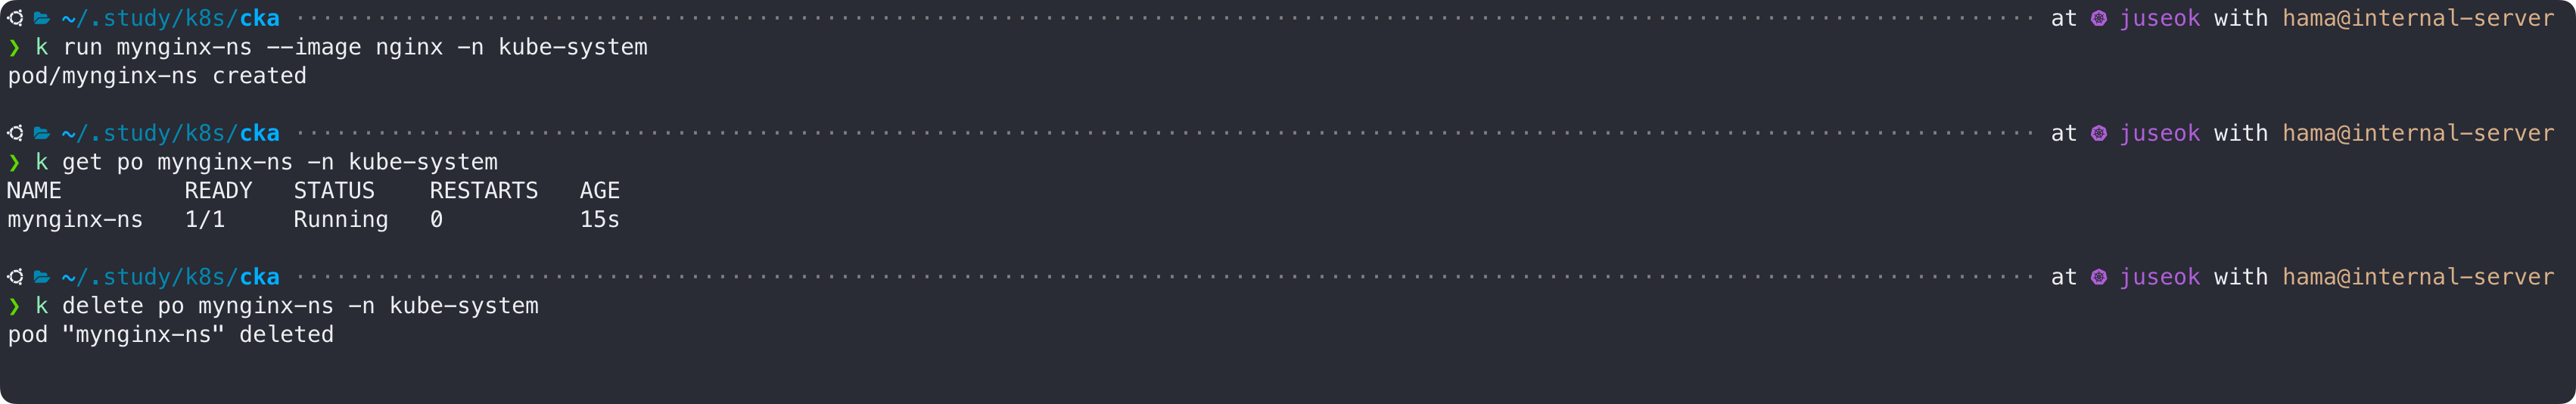 ~/.study/k8s/cka at juseok with hama@internal-server
❯ k run mynginx-ns --image nginx -n kube-system
pod/mynginx-ns created
~/.study/k8s/cka at juseok with hama@internal-server
❯ k get po mynginx-ns -n kube-system
NAME READY STATUS RESTARTS AGE
mynginx-ns 1/1 Running 0 15s
~/.study/k8s/cka at juseok with hama@internal-server
❯ k delete po mynginx-ns -n kube-system
pod "mynginx-ns" deleted